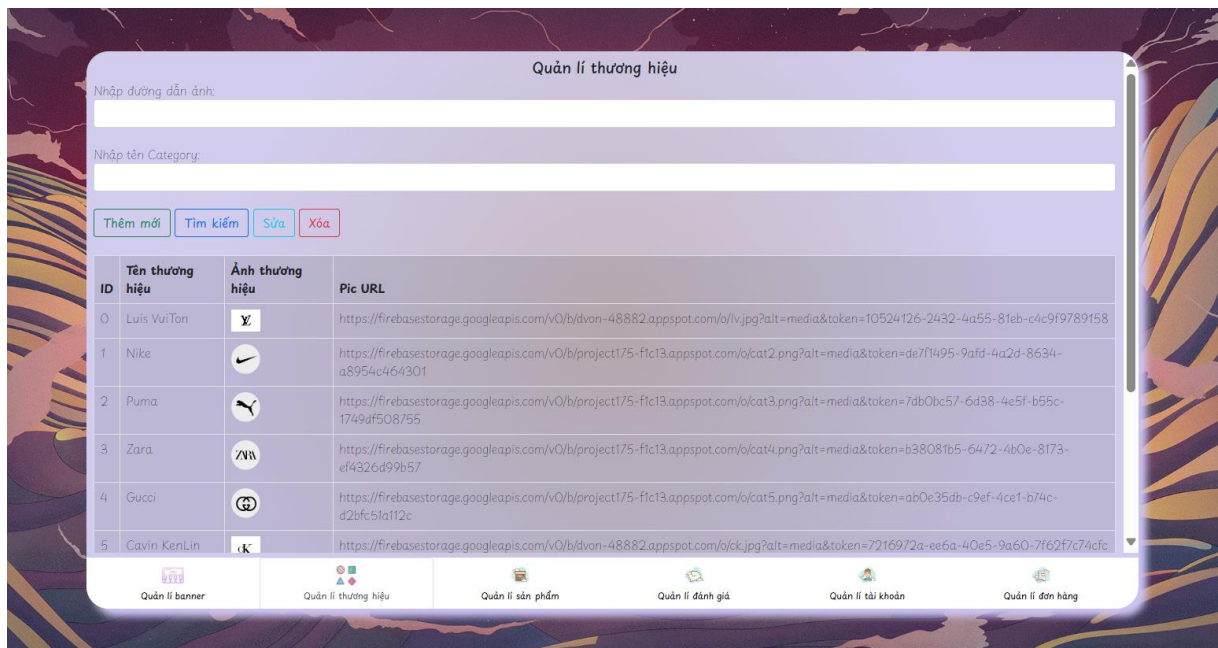 Quản lí thương hiệu
Nhập đường dẫn ảnh:
Nhập tên Category:
Thêm mới Tìm kiếm Sửa Xóa
ID Tên thương hiệu Ảnh thương hiệu Pic URL
0 Luis VuiTon LV https://firebasestorage.googleapis.com/v0/b/dvon-48882.appspot.com/o/lv.jpg?alt=media&token=10524126-2432-4a55-81eb-c4c9f9789158
1 Nike https://firebasestorage.googleapis.com/v0/b/project175-f1c13.appspot.com/o/cat2.png?alt=media&token=de7f1495-9afd-4a2d-8634-
a8954c464301
2 Puma https://firebasestorage.googleapis.com/v0/b/project175-f1c13.appspot.com/o/cat3.png?alt=media&token=7db0bc57-6d38-4e5f-b55c-
1749df508755
3 Zara ZARA https://firebasestorage.googleapis.com/v0/b/project175-f1c13.appspot.com/o/cat4.png?alt=media&token=b38081b5-6472-4b0e-8173-
ef4326d99b57
4 Gucci https://firebasestorage.googleapis.com/v0/b/project175-f1c13.appspot.com/o/cat5.png?alt=media&token=ab0e35db-c9ef-4ce1-b74c-
d2bfc51a112c
5 Cavin KenLin cK https://firebasestorage.googleapis.com/v0/b/dvon-48882.appspot.com/o/ck.jpg?alt=media&token=7216972a-ee6a-40e5-9a60-7f62f7c74cfc
Quản lí banner Quản lí thương hiệu Quản lí sản phẩm Quản lí đánh giá Quản lí tài khoản Quản lí đơn hàng